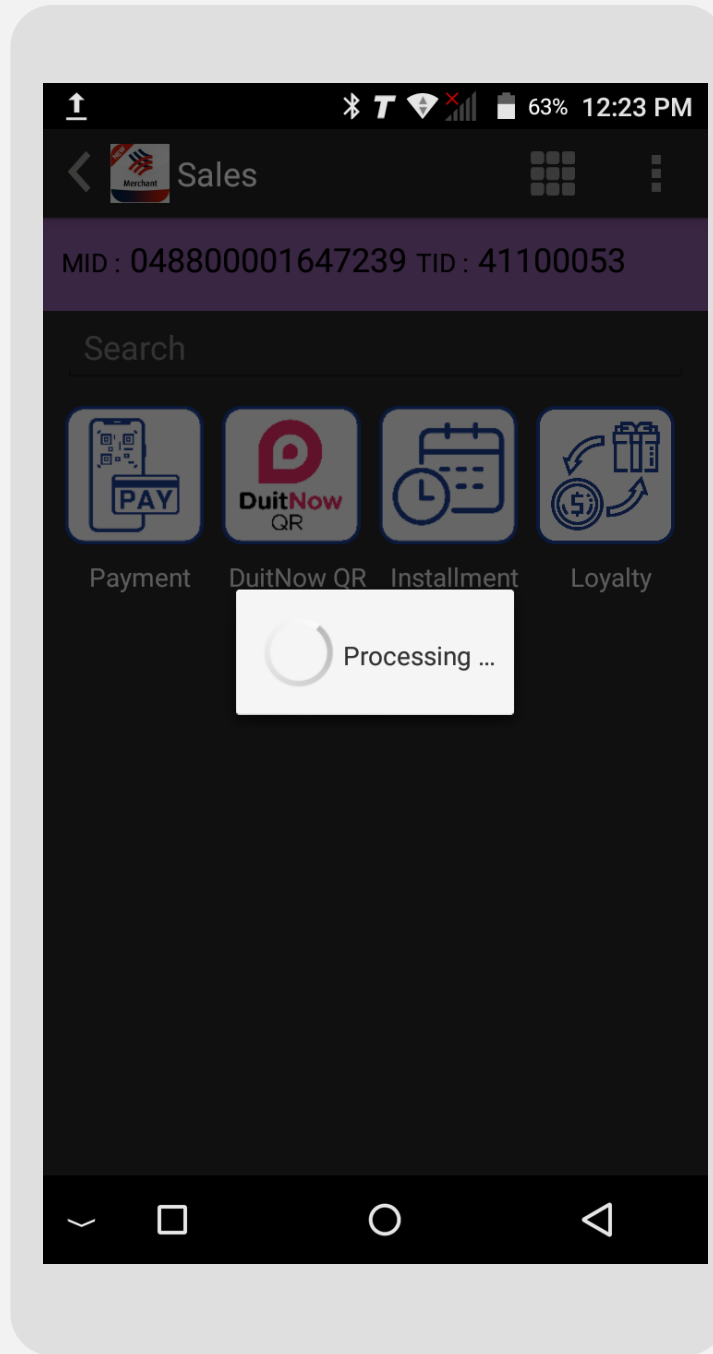 63% 12:23 PM
NEW
Merchant
Sales
MID : 048800001647239 TID : 41100053
Search
PAY
DuitNow
QR
Payment DuitNow QR Installment Loyalty
Processing ...